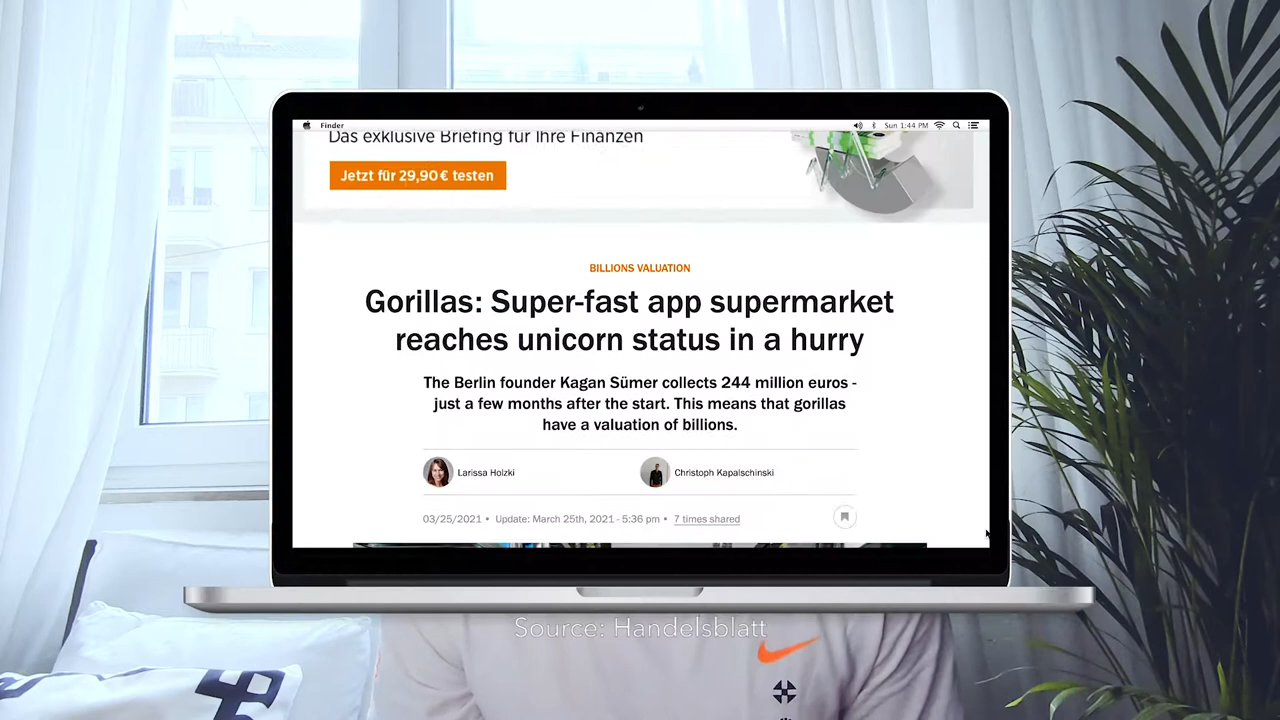 Finder
Sun 1:44 PM
Das exklusive Briefing für Ihre Finanzen
Jetzt für 29,90 € testen
BILLIONS VALUATION
Gorillas: Super-fast app supermarket
reaches unicorn status in a hurry
The Berlin founder Kagan Sümer collects 244 million euros -
just a few months after the start. This means that gorillas
have a valuation of billions.
Larissa Holzki
Christoph Kapalschinski
03/25/2021 • Update: March 25th, 2021 - 5:36 pm • 7 times shared
Source: Handelsblatt